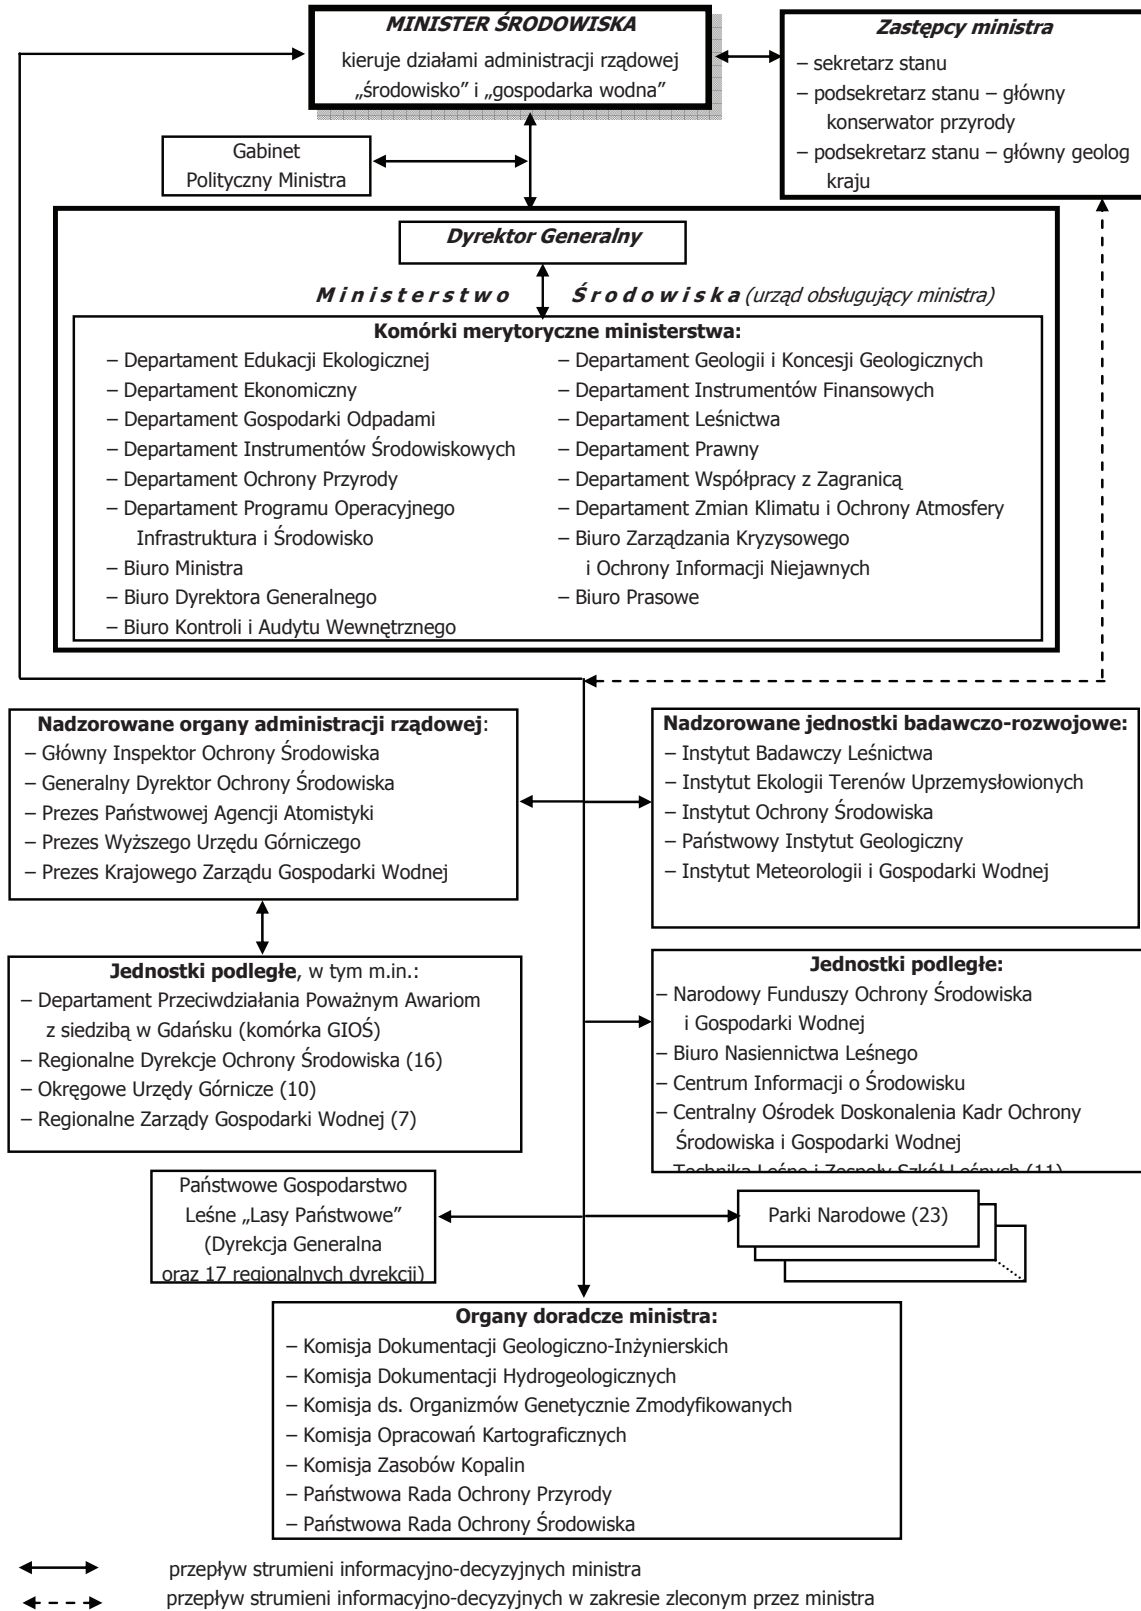 MINISTER ŚRODOWISKA
kieruje działami administracji rządowej
„środowisko” i „gospodarka wodna”
Zastępcy ministra
– sekretarz stanu
– podsekretarz stanu – główny
konserwator przyrody
– podsekretarz stanu – główny geolog
kraju
Gabinet
Polityczny Ministra
Dyrektor Generalny
Ministerstwo Środowiska (urząd obsługujący ministra)
Komórki merytoryczne ministerstwa:
– Departament Edukacji Ekologicznej
– Departament Ekonomiczny
– Departament Gospodarki Odpadami
– Departament Instrumentów Środowiskowych
– Departament Ochrony Przyrody
– Departament Programu Operacyjnego
Infrastruktura i Środowisko
– Biuro Ministra
– Biuro Dyrektora Generalnego
– Biuro Kontroli i Audytu Wewnętrznego
– Departament Geologii i Koncesji Geologicznych
– Departament Instrumentów Finansowych
– Departament Leśnictwa
– Departament Prawny
– Departament Współpracy z Zagranicą
– Departament Zmian Klimatu i Ochrony Atmosfery
– Biuro Zarządzania Kryzysowego
i Ochrony Informacji Niejawnych
– Biuro Prasowe
Nadzorowane organy administracji rządowej:
– Główny Inspektor Ochrony Środowiska
– Generalny Dyrektor Ochrony Środowiska
– Prezes Państwowej Agencji Atomistyki
– Prezes Wyższego Urzędu Górniczego
– Prezes Krajowego Zarządu Gospodarki Wodnej
Nadzorowane jednostki badawczo-rozwojowe:
– Instytut Badawczy Leśnictwa
– Instytut Ekologii Terenów Uprzemysłowionych
– Instytut Ochrony Środowiska
– Państwowy Instytut Geologiczny
– Instytut Meteorologii i Gospodarki Wodnej
Jednostki podległe, w tym m.in.:
– Departament Przeciwdziałania Poważnym Awariom
z siedzibą w Gdańsku (komórka GIOŚ)
– Regionalne Dyrekcje Ochrony Środowiska (16)
– Okręgowe Urzędy Górnicze (10)
– Regionalne Zarządy Gospodarki Wodnej (7)
Jednostki podległe:
– Narodowy Funduszy Ochrony Środowiska
i Gospodarki Wodnej
– Biuro Nasiennictwa Leśnego
– Centrum Informacji o Środowisku
– Centralny Ośrodek Doskonalenia Kadr Ochrony
Środowiska i Gospodarki Wodnej
– Technika Leśne i Zespoły Szkół Leśnych (11)
Państwowe Gospodarstwo
Leśne „Lasy Państwowe”
(Dyrekcja Generalna
oraz 17 regionalnych dyrekcji)
Parki Narodowe (23)
Organy doradcze ministra:
– Komisja Dokumentacji Geologiczno-Inżynierskich
– Komisja Dokumentacji Hydrogeologicznych
– Komisja ds. Organizmów Genetycznie Zmodyfikowanych
– Komisja Opracowań Kartograficznych
– Komisja Zasobów Kopalin
– Państwowa Rada Ochrony Przyrody
– Państwowa Rada Ochrony Środowiska
przepływ strumieni informacyjno-decyzyjnych ministra
przepływ strumieni informacyjno-decyzyjnych w zakresie zleconym przez ministra